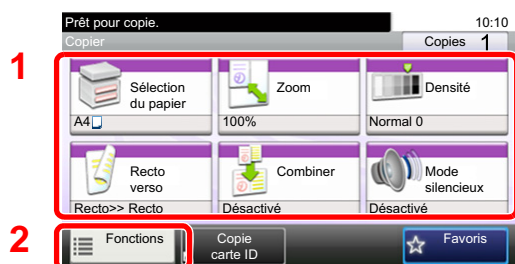 Prêt pour copie.
10:10
Copier
Copies 1
1
Sélection
du papier
A4
Zoom
100%
Densité
Normal 0
Recto
verso
Recto>> Recto
Combiner
Désactivé
Mode
silencieux
Désactivé
2
Fonctions
Copie
carte ID
Favoris